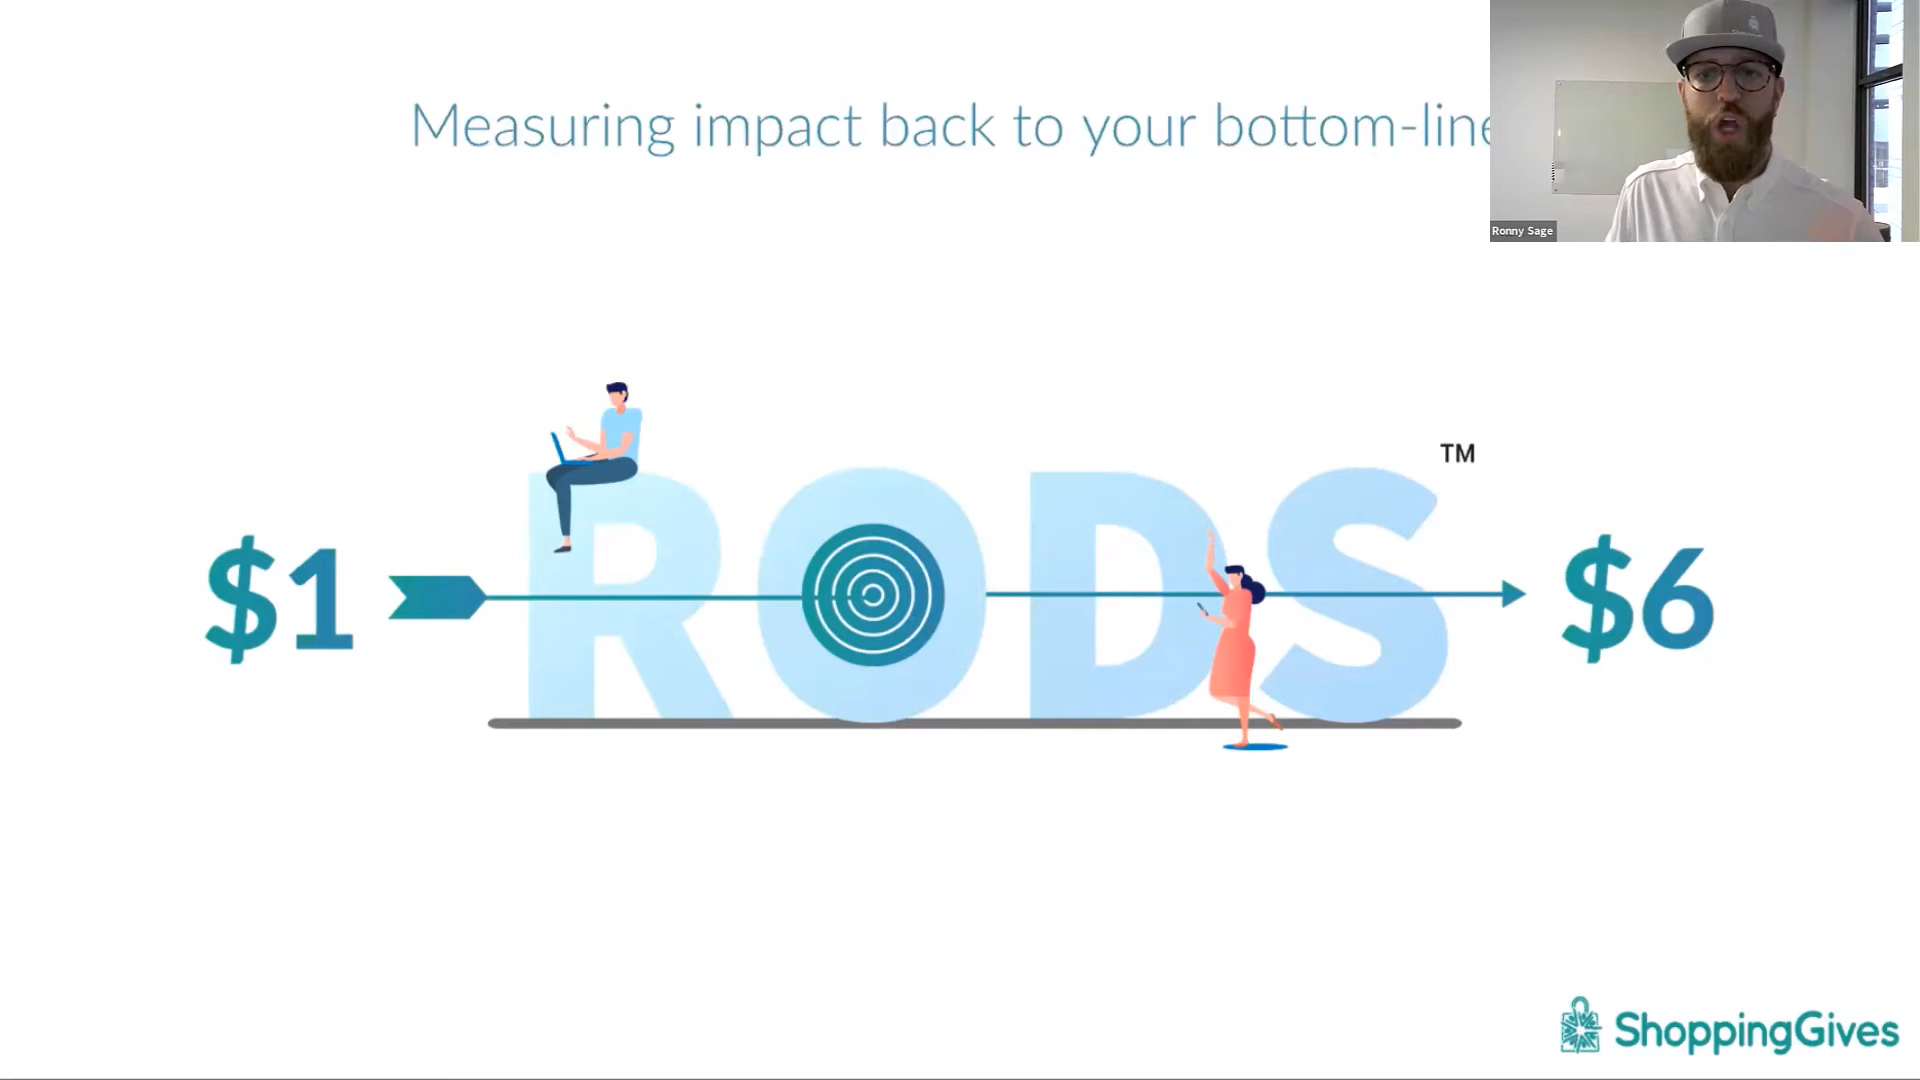 Measuring impact back to your bottom-line
Ronny Sage
RODS
TM
$1
$6
ShoppingGives